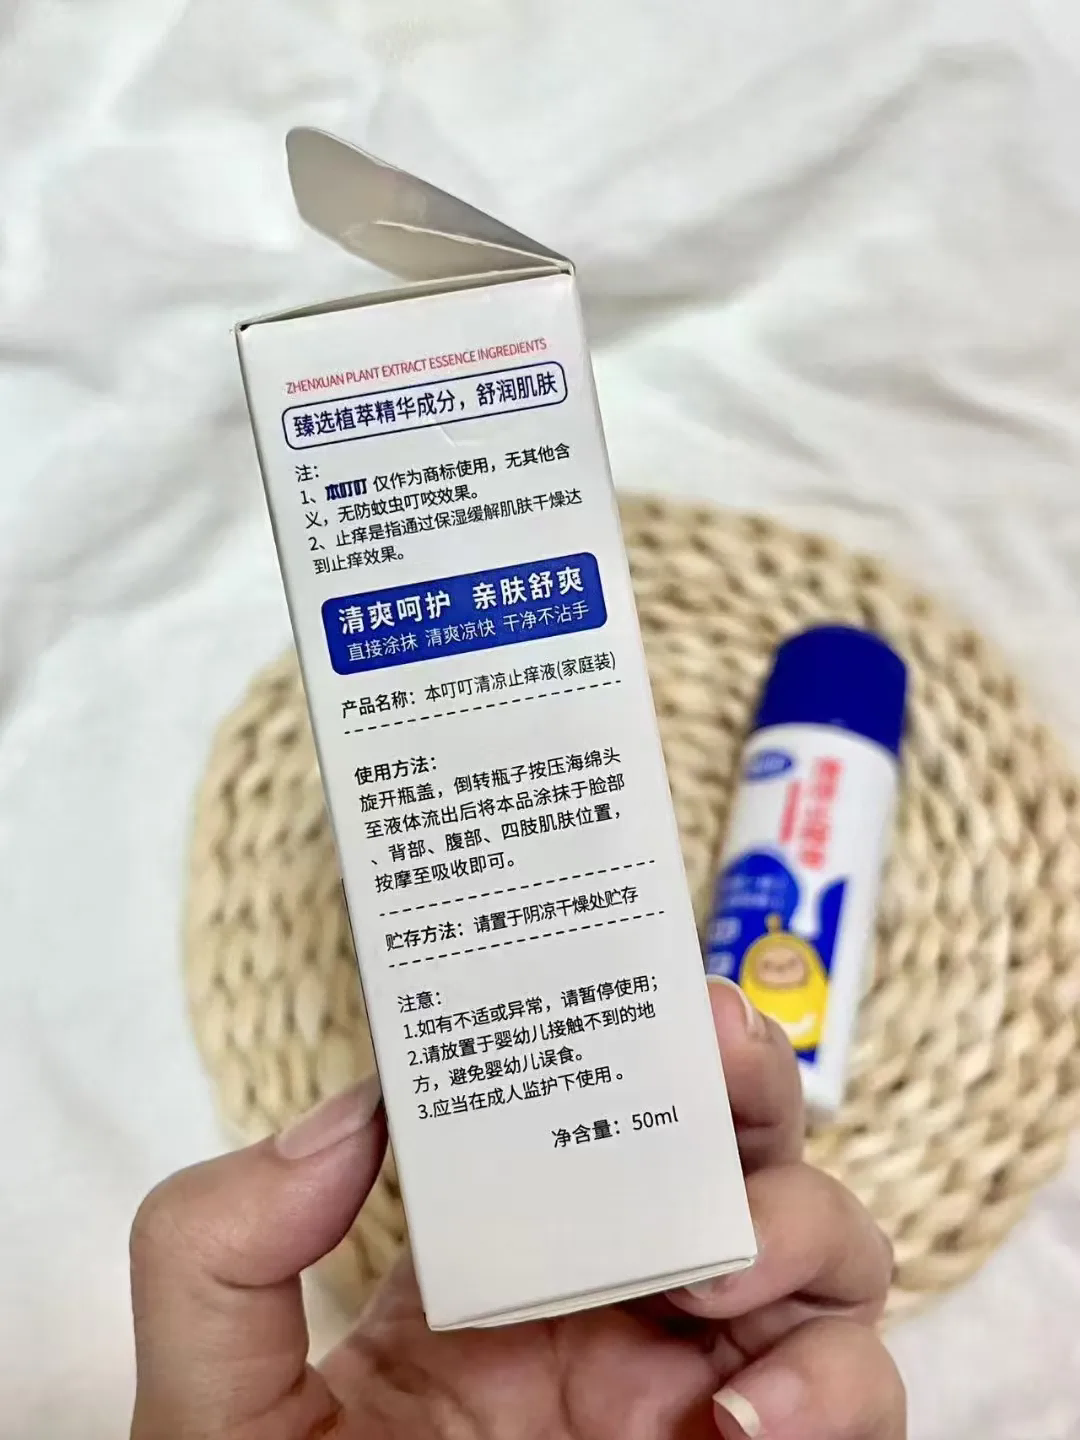 ZHENXUAN PLANT EXTRACT ESSENCE INGREDIENTS
臻选植萃精华成分，舒润肌肤
注：
1、本叮叮 仅作为商标使用，无其他含
义，无防蚊虫叮咬效果。
2、止痒是指通过保湿缓解肌肤干燥达
到止痒效果。
清爽呵护 亲肤舒爽
直接涂抹 清爽凉快 干净不沾手
产品名称：本叮叮清凉止痒液(家庭装)
使用方法：
旋开瓶盖，倒转瓶子按压海绵头
至液体流出后将本品涂抹于脸部
、背部、腹部、四肢肌肤位置，
按摩至吸收即可。
贮存方法：请置于阴凉干燥处贮存
注意：
1.如有不适或异常，请暂停使用；
2.请放置于婴幼儿接触不到的地
方，避免婴幼儿误食。
3.应当在成人监护下使用。
净含量：50ml